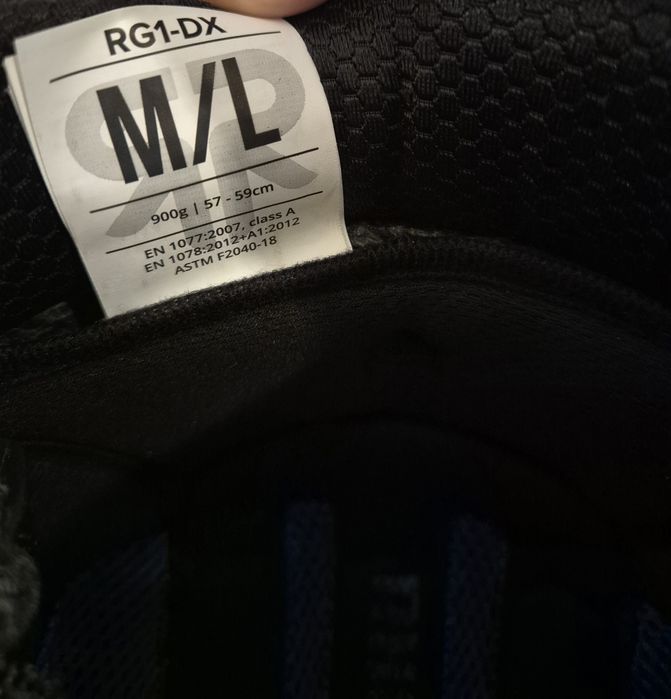 RG1-DX
M/L
900g | 57 - 59cm
EN 1077:2007, class A
EN 1078:2012+A1:2012
ASTM F2040-18